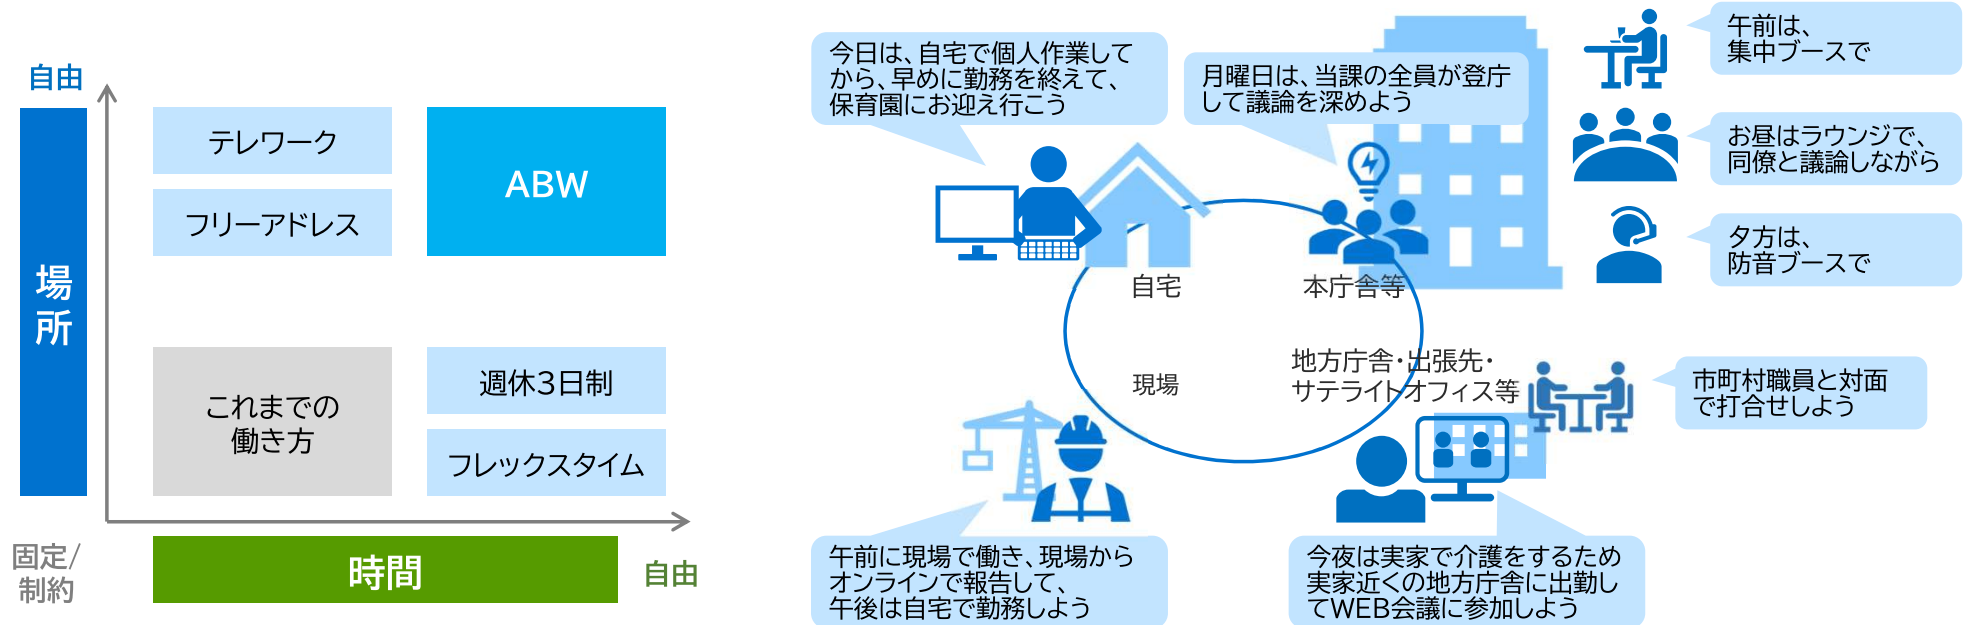 自由
場所
テレワーク
フリーアドレス
ABW
これまでの
働き方
週休3日制
フレックスタイム
固定/
制約
時間
自由
今日は、自宅で個人作業して
から、早めに勤務を終えて、
保育園にお迎え行こう
月曜日は、当課の全員が登庁
して議論を深めよう
午前は、
集中ブースで
お昼はラウンジで、
同僚と議論しながら
夕方は、
防音ブースで
自宅
本庁舎等
現場
地方庁舎・出張先・
サテライトオフィス等
市町村職員と対面
で打合せしよう
午前に現場で働き、現場から
オンラインで報告して、
午後は自宅で勤務しよう
今夜は実家で介護をするため
実家近くの地方庁舎に出勤し
てWEB会議に参加しよう